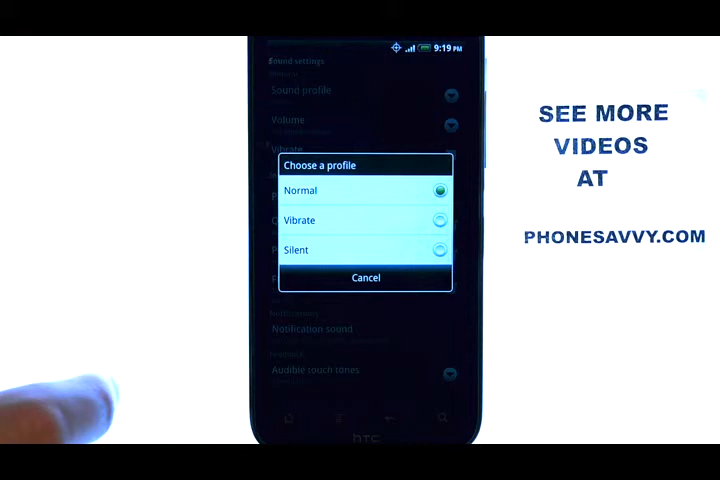 9:19 PM
Sound settings
Sound profile
Volume
Vibrate
Choose a profile
Normal
Vibrate
Silent
Cancel
Notification sound
Feedback
Audible touch tones
hTC
SEE MORE
VIDEOS
AT
PHONESAVVY.COM